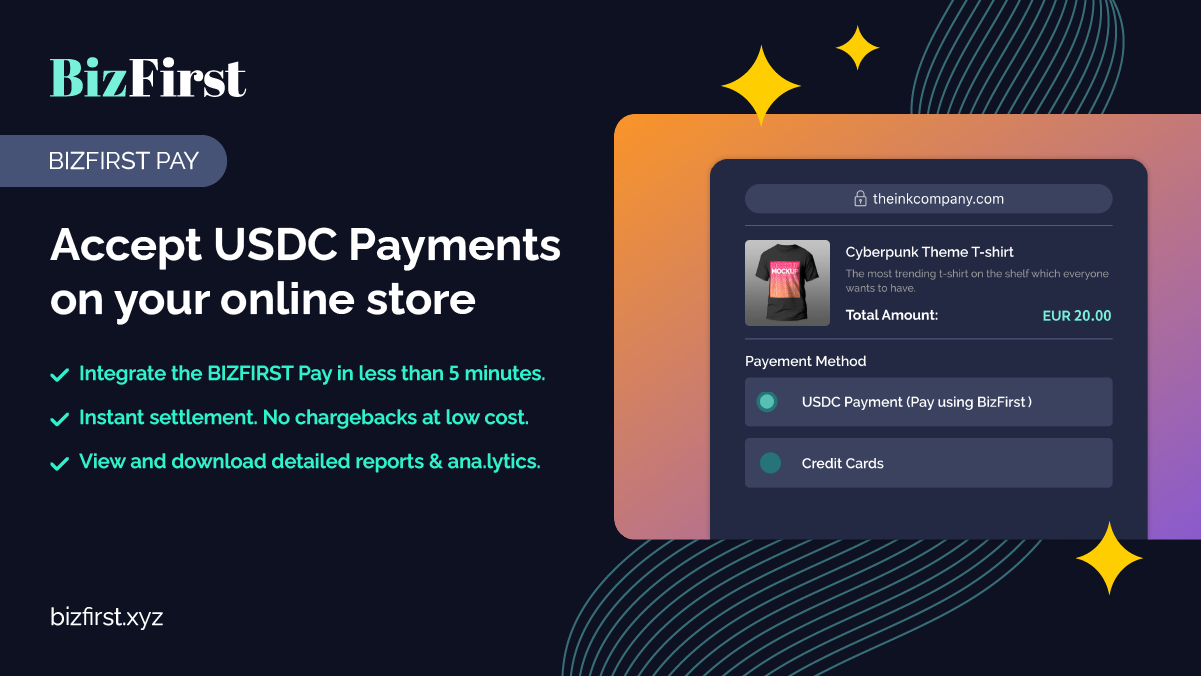 BizFirst
BIZFIRST PAY
Accept USDC Payments
on your online store
Integrate the BIZFIRST Pay in less than 5 minutes.
Instant settlement. No chargebacks at low cost.
View and download detailed reports & ana.lytics.
bizfirst.xyz
theinkcompany.com
MOCKUP
Cyberpunk Theme T-shirt
The most trending t-shirt on the shelf which everyone
wants to have.
Total Amount: EUR 20.00
Payement Method
USDC Payment (Pay using BizFirst )
Credit Cards